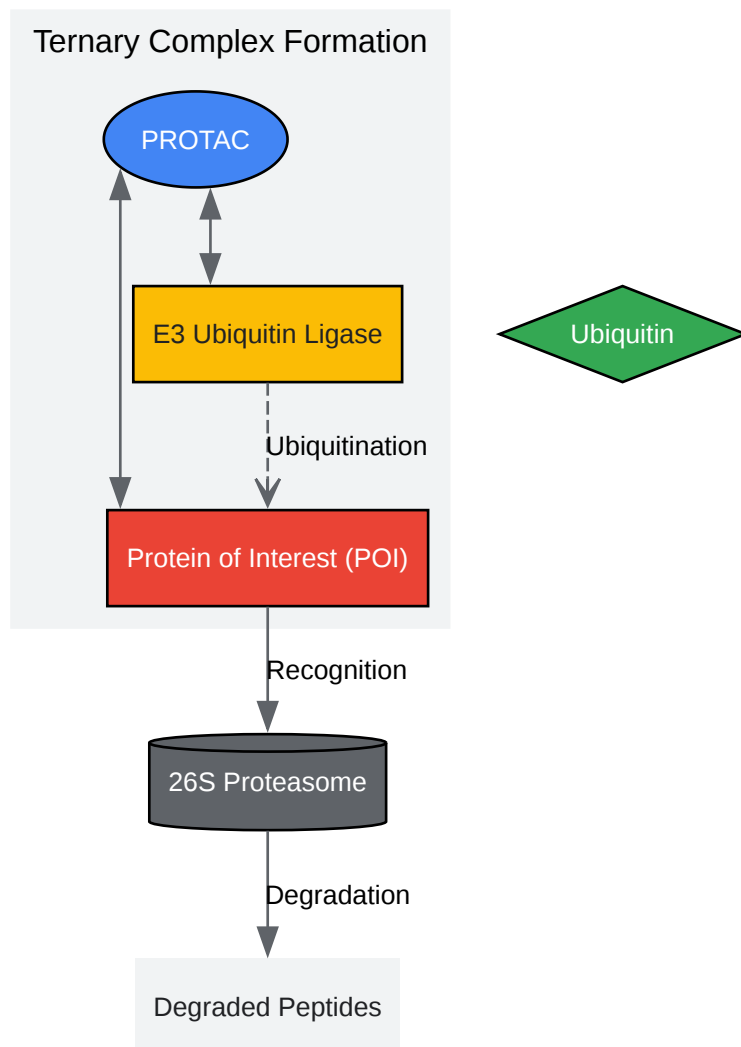 Ternary Complex Formation
PROTAC
E3 Ubiquitin Ligase
Ubiquitin
Ubiquitination
Protein of Interest (POI)
Recognition
26S Proteasome
Degradation
Degraded Peptides